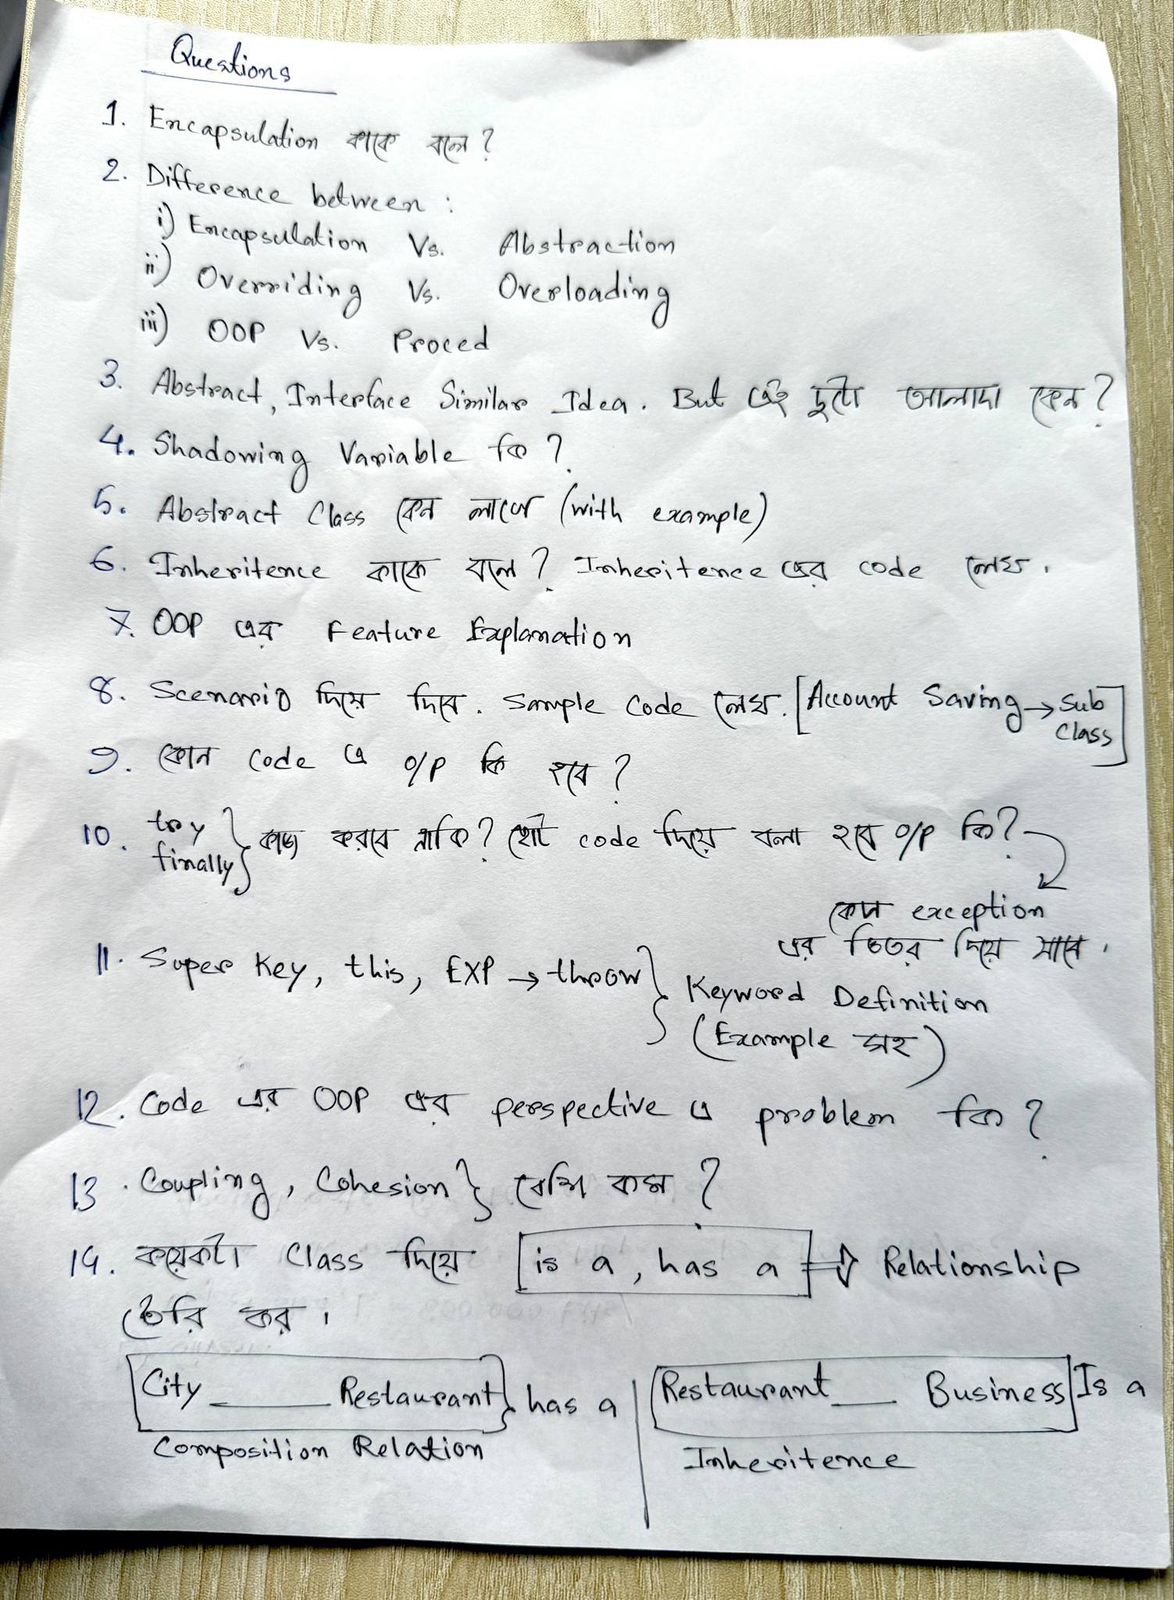 Questions
1. Encapsulation কাকে বলে?
2. Difference between :
i) Encapsulation Vs. Abstraction
ii) Overriding Vs. Overloading
iii) OOP Vs. Proced
3. Abstract, Interface Similar Idea. But এই দুটো আলাদা কেন?
4. Shadowing Variable কি?
5. Abstract Class কেন লাগে (with example)
6. Inheritence কাকে বলে? Inheritence এর code লেখ.
7. OOP এর Feature Explanation
8. Scenario দিয়ে দিবে. Sample Code লেখ. [Account Saving → Sub Class]
9. কোন Code এ O/P কি হবে?
10. try finally } কাজ করবে নাকি? ছোট code দিয়ে বলা হবে O/P কি?
কোন exception
এর ভিতর দিয়ে যাবে.
11. Super Key, this, EXP → throw } Keyword Definition
(Example সহ)
12. Code এর OOP এর perspective এ problem কি?
13. Coupling, Cohesion } বেশি কম?
14. কয়েকটা Class দিয়ে [is a, has a] ⇒ Relationship
তৈরি কর।
City ______ Restaurant } has a
Composition Relation
Restaurant ___ Business Is a
Inheritence